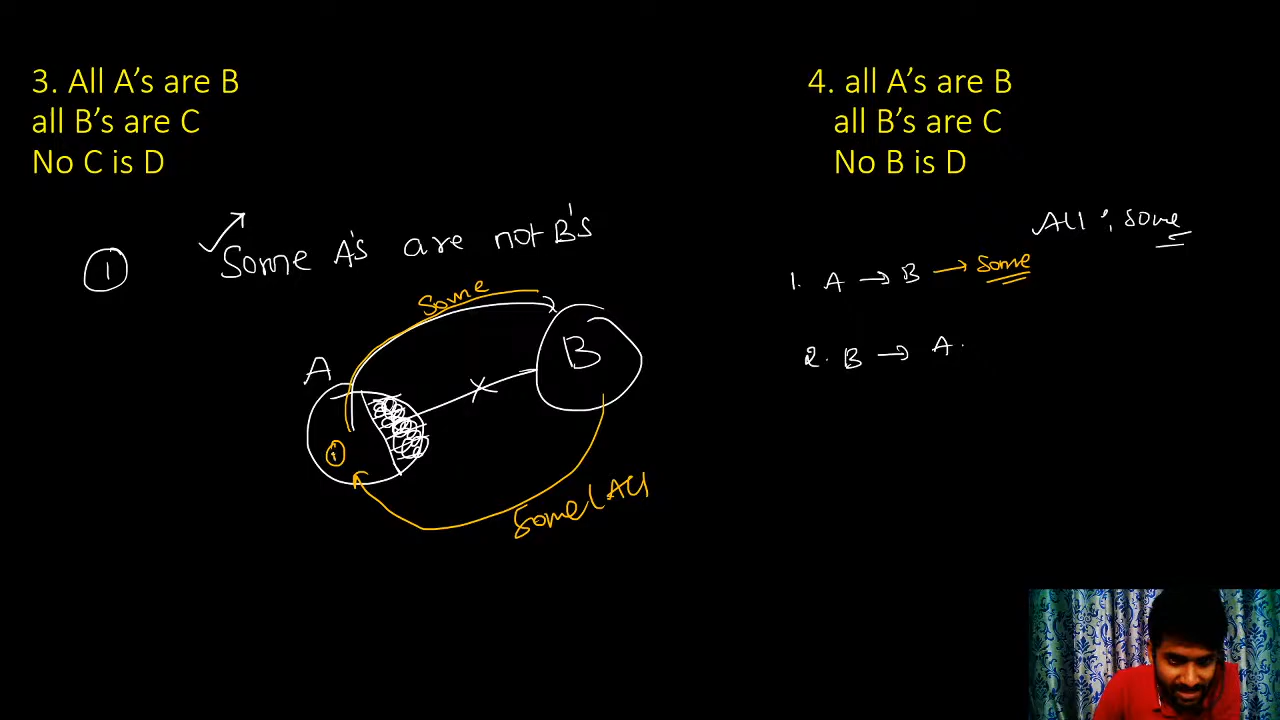 3. All A's are B
all B's are C
No C is D
4. all A's are B
all B's are C
No B is D
1 Some A's are not B's
All ; some
1. A → B → some
2. B → A.
Some
A
B
1
Some/All